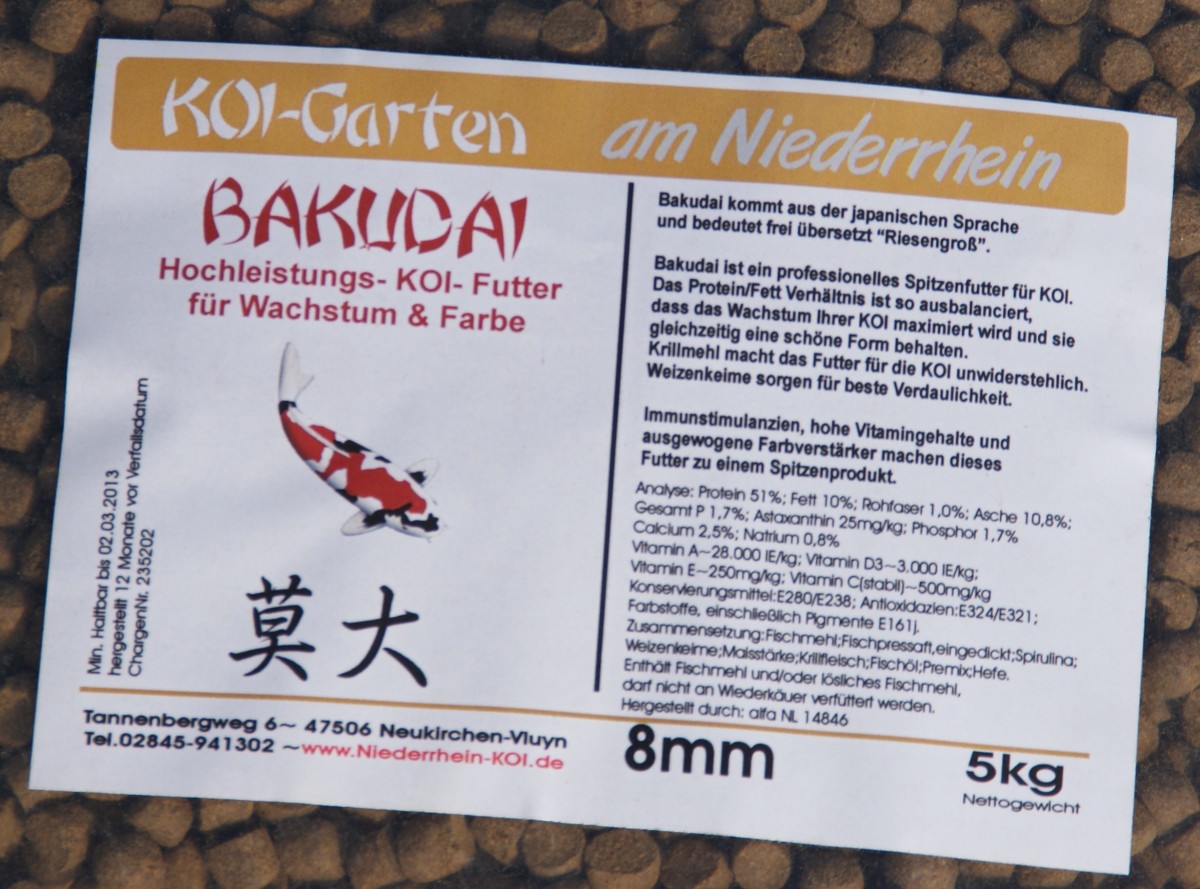 KOI-Garten am Niederrhein
BAKUDAI
Hochleistungs- KOI- Futter
für Wachstum & Farbe
Min. Haltbar bis 02.03.2013
hergestellt 12 Monate vor Verfallsdatum
ChargenNr. 235202
莫大
Bakudai kommt aus der japanischen Sprache
und bedeutet frei übersetzt “Riesengroß”.
Bakudai ist ein professionelles Spitzenfutter für KOI.
Das Protein/Fett Verhältnis ist so ausbalanciert,
dass das Wachstum Ihrer KOI maximiert wird und sie
gleichzeitig eine schöne Form behalten.
Krillmehl macht das Futter für die KOI unwiderstehlich.
Weizenkeime sorgen für beste Verdaulichkeit.
Immunstimulanzien, hohe Vitamingehalte und
ausgewogene Farbverstärker machen dieses
Futter zu einem Spitzenprodukt.
Analyse: Protein 51%; Fett 10%; Rohfaser 1,0%; Asche 10,8%;
Gesamt P 1,7%; Astaxanthin 25mg/kg; Phosphor 1,7%
Calcium 2,5%; Natrium 0,8%
Vitamin A~28.000 IE/kg; Vitamin D3~3.000 IE/kg;
Vitamin E~250mg/kg; Vitamin C(stabil)~500mg/kg
Konservierungsmittel:E280/E238; Antioxidazien:E324/E321;
Farbstoffe, einschließlich Pigmente E161j.
Zusammensetzung:Fischmehl;Fischpressaft,eingedickt;Spirulina;
Weizenkeime;Maisstärke;Krillfleisch;Fischöl;Premix;Hefe.
Enthält Fischmehl und/oder lösliches Fischmehl,
darf nicht an Wiederkäuer verfüttert werden.
Hergestellt durch: alfa NL 14846
Tannenbergweg 6~ 47506 Neukirchen-Vluyn
Tel.02845-941302 ~www.Niederrhein-KOI.de
8mm
5kg
Nettogewicht